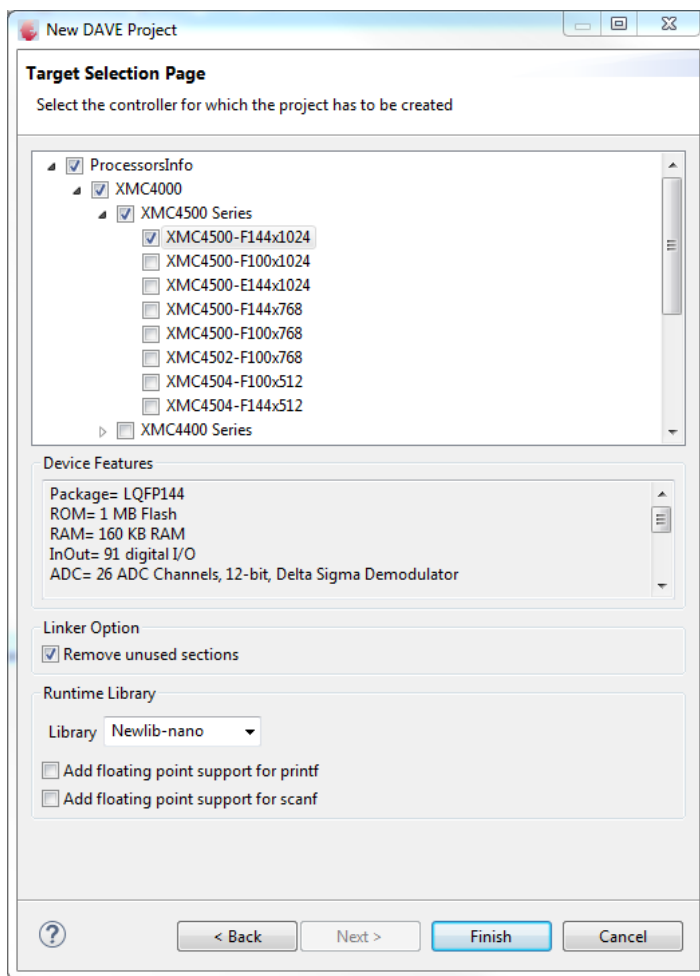 New DAVE Project
Target Selection Page
Select the controller for which the project has to be created
ProcessorsInfo
XMC4000
XMC4500 Series
XMC4500-F144x1024
XMC4500-F100x1024
XMC4500-E144x1024
XMC4500-F144x768
XMC4500-F100x768
XMC4502-F100x768
XMC4504-F100x512
XMC4504-F144x512
XMC4400 Series
Device Features
Package= LQFP144
ROM= 1 MB Flash
RAM= 160 KB RAM
InOut= 91 digital I/O
ADC= 26 ADC Channels, 12-bit, Delta Sigma Demodulator
Linker Option
Remove unused sections
Runtime Library
Library Newlib-nano
Add floating point support for printf
Add floating point support for scanf
? < Back Next > Finish Cancel